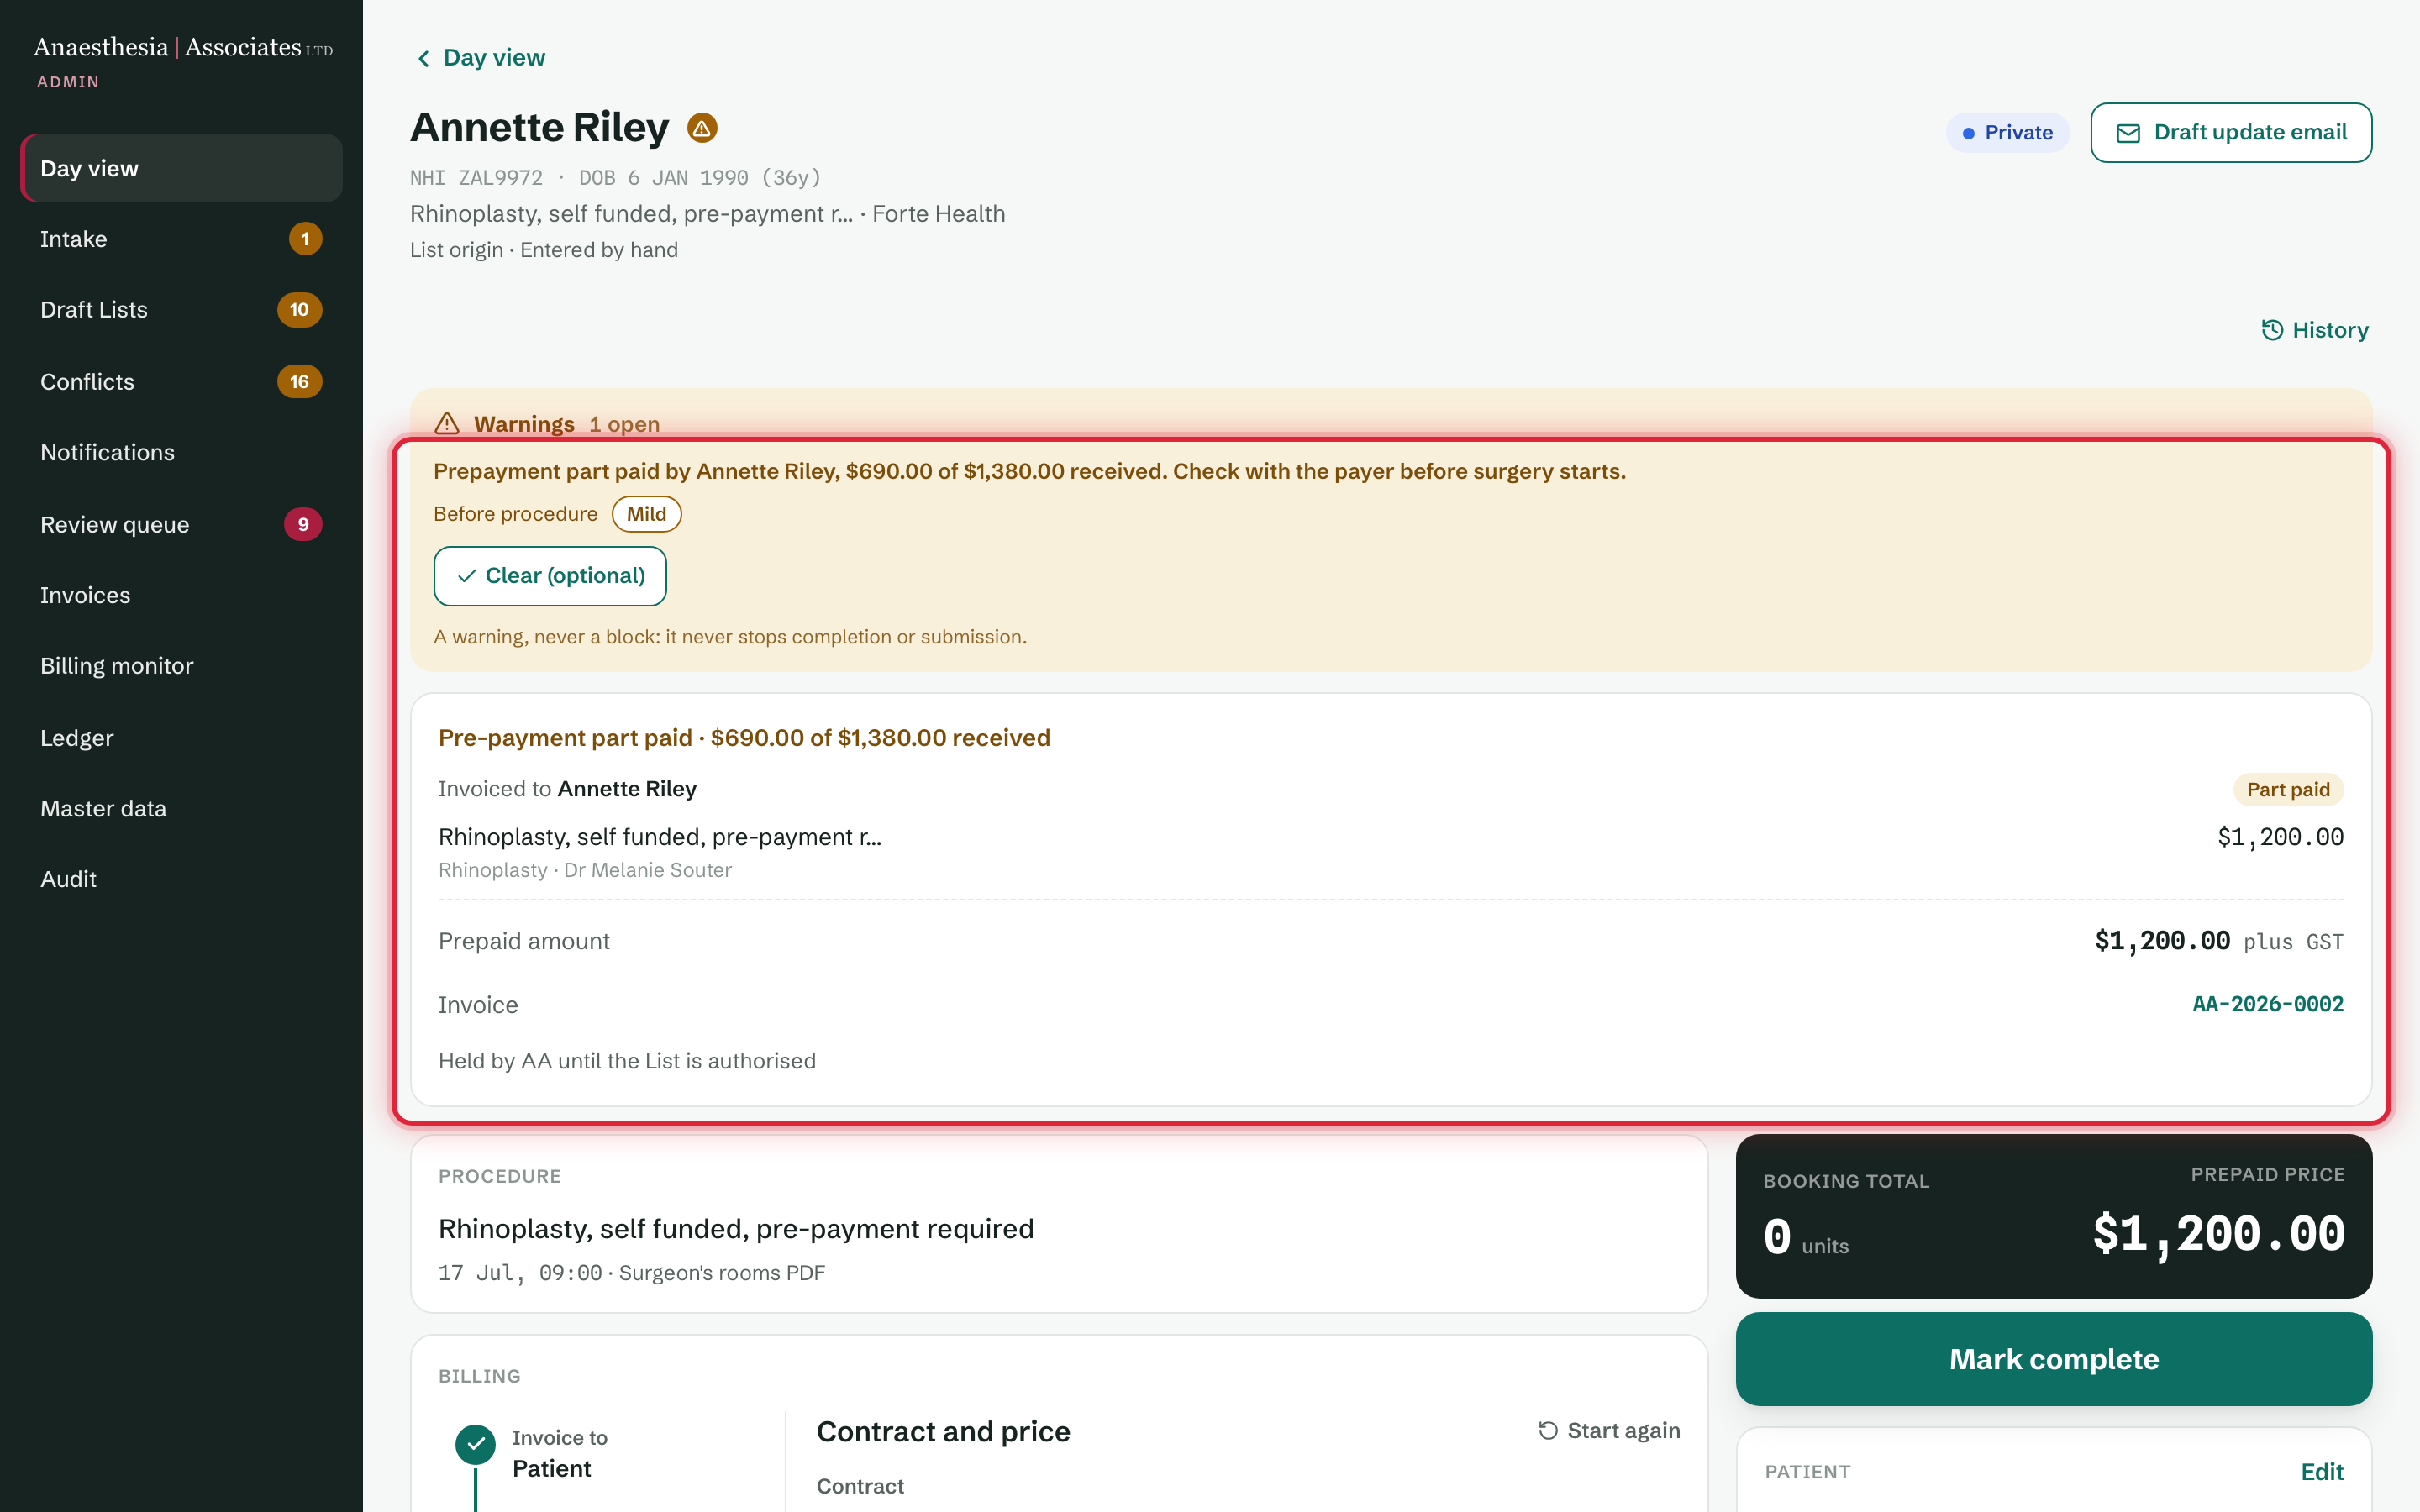 Anaesthesia | Associates LTD
ADMIN
Day view
Intake 1
Draft Lists 10
Conflicts 16
Notifications
Review queue 9
Invoices
Billing monitor
Ledger
Master data
Audit
Day view
Annette Riley
Private
Draft update email
NHI ZAL9972 · DOB 6 JAN 1990 (36y)
Rhinoplasty, self funded, pre-payment r... · Forte Health
List origin · Entered by hand
History
Warnings 1 open
Prepayment part paid by Annette Riley, $690.00 of $1,380.00 received. Check with the payer before surgery starts.
Before procedure Mild
Clear (optional)
A warning, never a block: it never stops completion or submission.
Pre-payment part paid · $690.00 of $1,380.00 received
Invoiced to Annette Riley Part paid
Rhinoplasty, self funded, pre-payment r... $1,200.00
Rhinoplasty · Dr Melanie Souter
Prepaid amount $1,200.00 plus GST
Invoice AA-2026-0002
Held by AA until the List is authorised
PROCEDURE
Rhinoplasty, self funded, pre-payment required
17 Jul, 09:00 · Surgeon's rooms PDF
BOOKING TOTAL PREPAID PRICE
0 units $1,200.00
Mark complete
BILLING
Invoice to
Patient
Contract and price Start again
Contract
PATIENT Edit